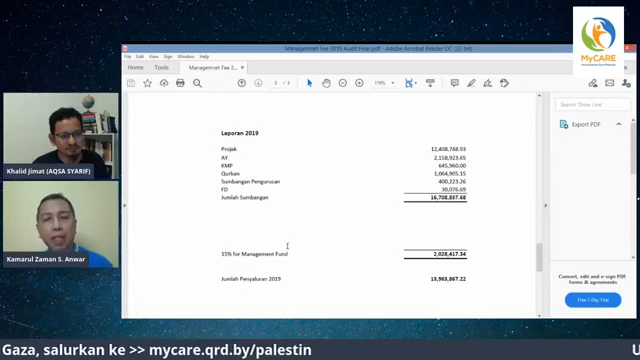 MyCARE
Managemnet Fee 2019 Audit Final.pdf - Adobe Acrobat Reader DC (32-bit)
File Edit View Sign Window Help
Home Tools Managemnet Fee 2...
3 / 3
119%
Search 'Draw Line'
Export PDF
Laporan 2019
Projek 12,408,748.93
AY 2,158,923.65
KMP 645,960.00
Qurban 1,064,905.15
Sumbangan Pengurusan 400,223.26
FD 30,076.69
Jumlah Sumbangan 16,708,837.68
15% for Management Fund 2,028,417.34
Jumlah Penyaluran 2019 13,963,867.22
Convert, edit and e-sign PDF
forms & agreements
Free 7-Day Trial
Khalid Jimat (AQSA SYARIF)
Kamarul Zaman S. Anwar
Gaza, salurkan ke >> mycare.qrd.by/palestin
U